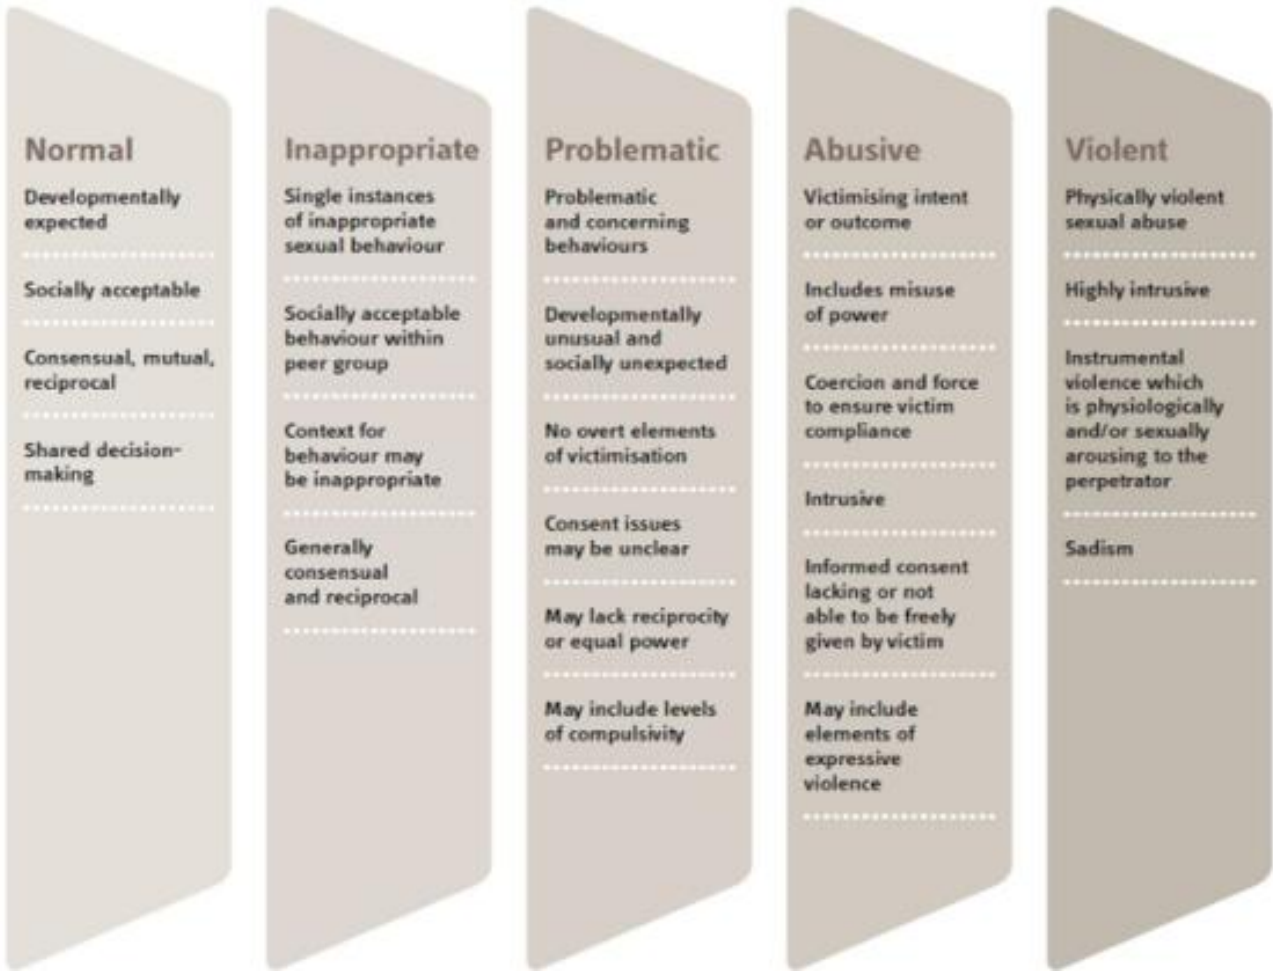 Normal
Developmentally
expected
Socially acceptable
Consensual, mutual,
reciprocal
Shared decision-
making
Inappropriate
Single instances
of inappropriate
sexual behaviour
Socially acceptable
behaviour within
peer group
Context for
behaviour may
be inappropriate
Generally
consensual
and reciprocal
Problematic
Problematic
and concerning
behaviours
Developmentally
unusual and
socially unexpected
No overt elements
of victimisation
Consent issues
may be unclear
May lack reciprocity
or equal power
May include levels
of compulsivity
Abusive
Victimising intent
or outcome
Includes misuse
of power
Coercion and force
to ensure victim
compliance
Intrusive
Informed consent
lacking or not
able to be freely
given by victim
May include
elements of
expressive
violence
Violent
Physically violent
sexual abuse
Highly intrusive
Instrumental
violence which
is physiologically
and/or sexually
arousing to the
perpetrator
Sadism